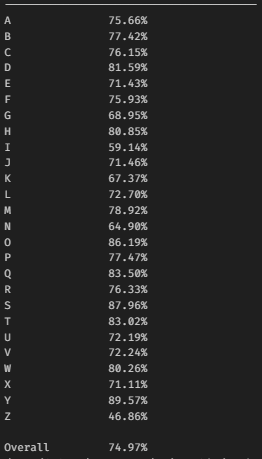 A 75.66%
B 77.42%
C 76.15%
D 81.59%
E 71.43%
F 75.93%
G 68.95%
H 80.85%
I 59.14%
J 71.46%
K 67.37%
L 72.70%
M 78.92%
N 64.90%
O 86.19%
P 77.47%
Q 83.50%
R 76.33%
S 87.96%
T 83.02%
U 72.19%
V 72.24%
W 80.26%
X 71.11%
Y 89.57%
Z 46.86%
Overall 74.97%